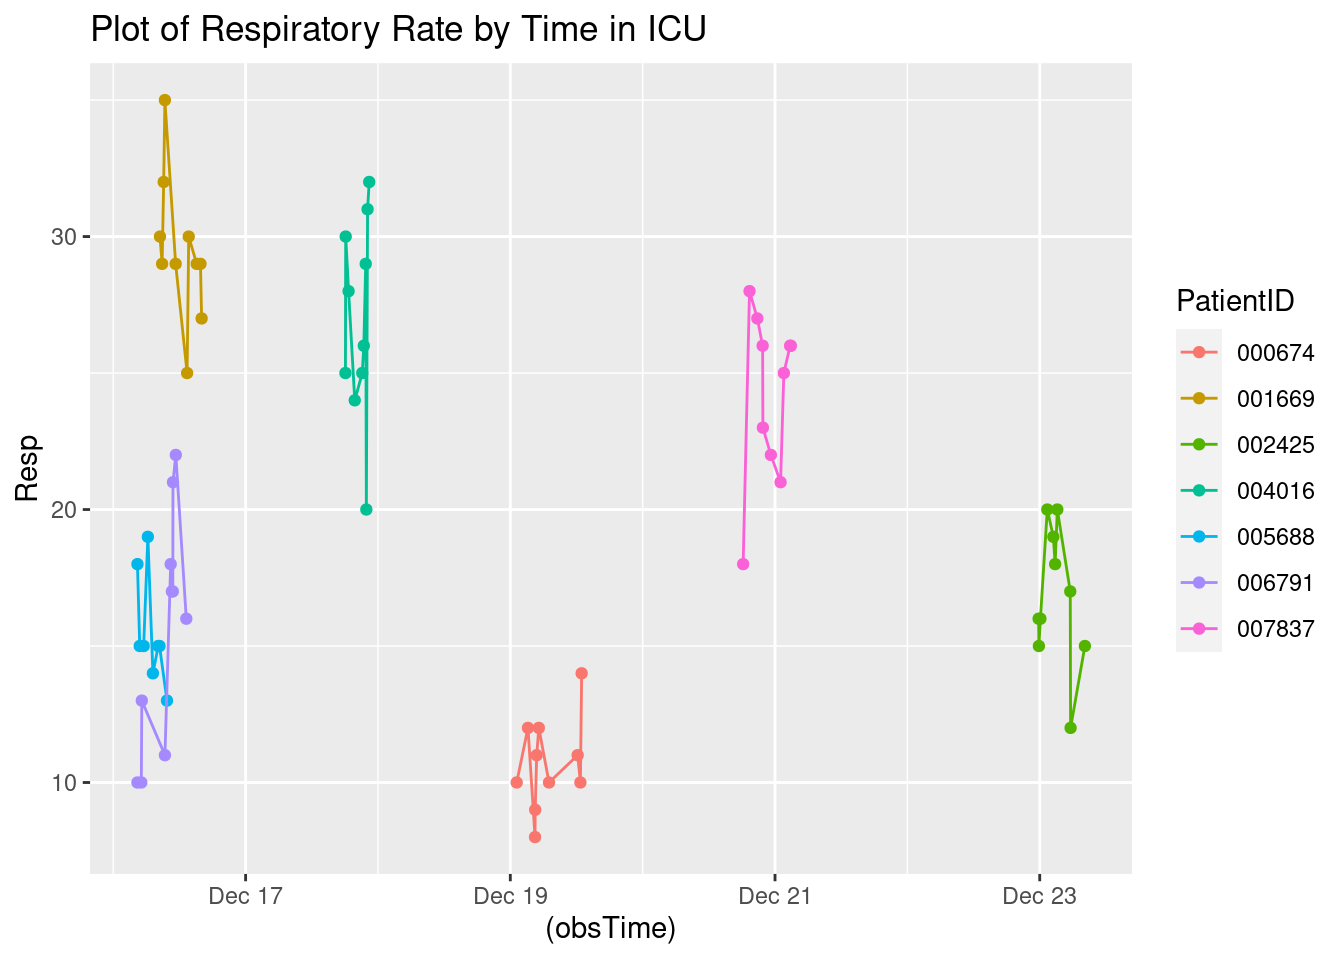 Plot of Respiratory Rate by Time in ICU
Resp
30
20
10
Dec 17
Dec 19
Dec 21
Dec 23
(obsTime)
PatientID
000674
001669
002425
004016
005688
006791
007837